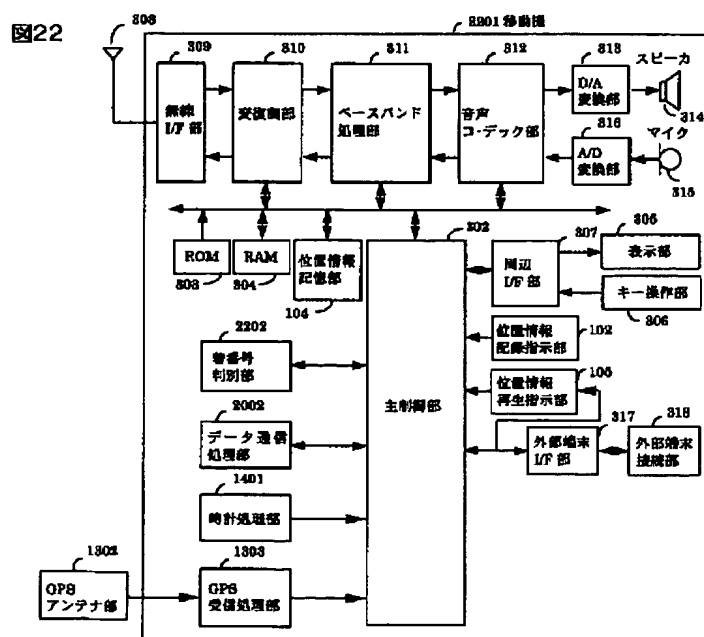 図22
2201 移動機
308
309
無線
I/F部
310
変復調部
311
ベースバンド
処理部
312
音声
コ-デック部
313
D/A
変換部
スピーカ
314
316
A/D
変換部
マイク
315
ROM
303
RAM
304
位置情報
記憶部
104
302
主制御部
307
周辺
I/F部
305
表示部
キー操作部
306
位置情報
記録指示部
102
位置情報
再生指示部
105
317
外部端末
I/F部
318
外部端末
接続部
2202
着番号
判別部
2002
データ通信
処理部
1401
時計処理部
1302
GPS
アンテナ部
1303
GPS
受信処理部